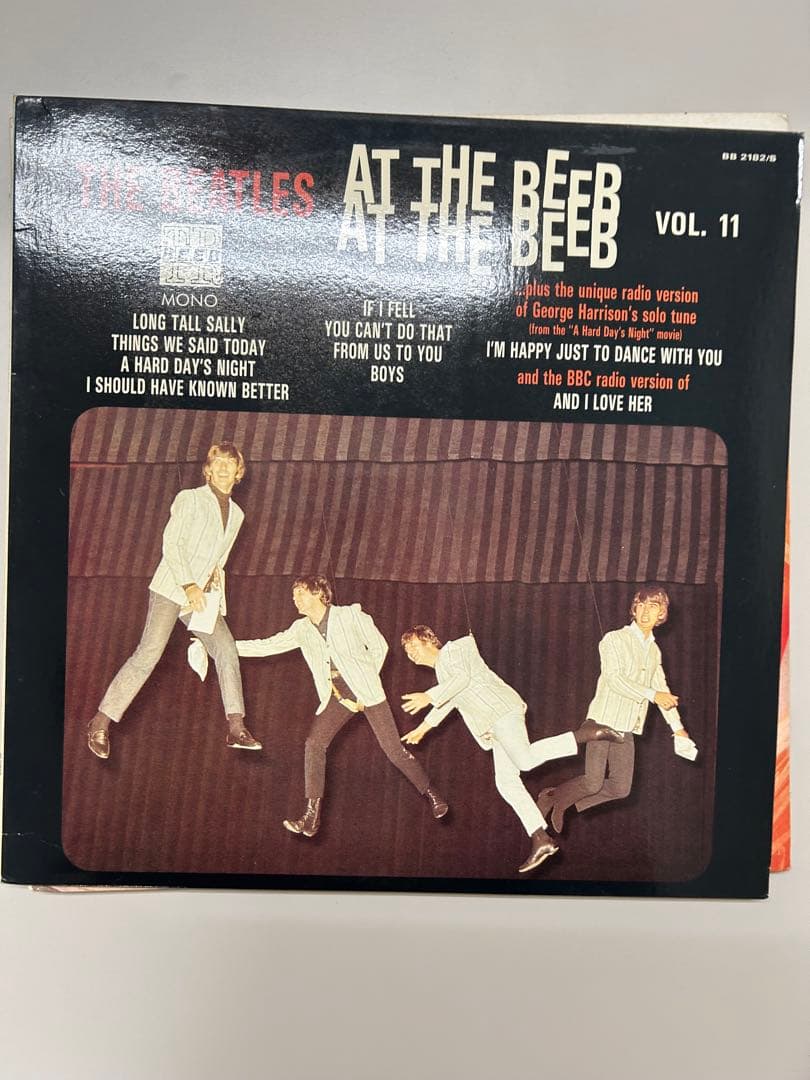 BB 2182/S
THE BEATLES
AT THE BEEB
AT THE BEEB
VOL. 11
BEEB
MONO
LONG TALL SALLY
THINGS WE SAID TODAY
A HARD DAY'S NIGHT
I SHOULD HAVE KNOWN BETTER
IF I FELL
YOU CAN'T DO THAT
FROM US TO YOU
BOYS
...plus the unique radio version
of George Harrison's solo tune
(from the "A Hard Day's Night" movie)
I'M HAPPY JUST TO DANCE WITH YOU
and the BBC radio version of
AND I LOVE HER